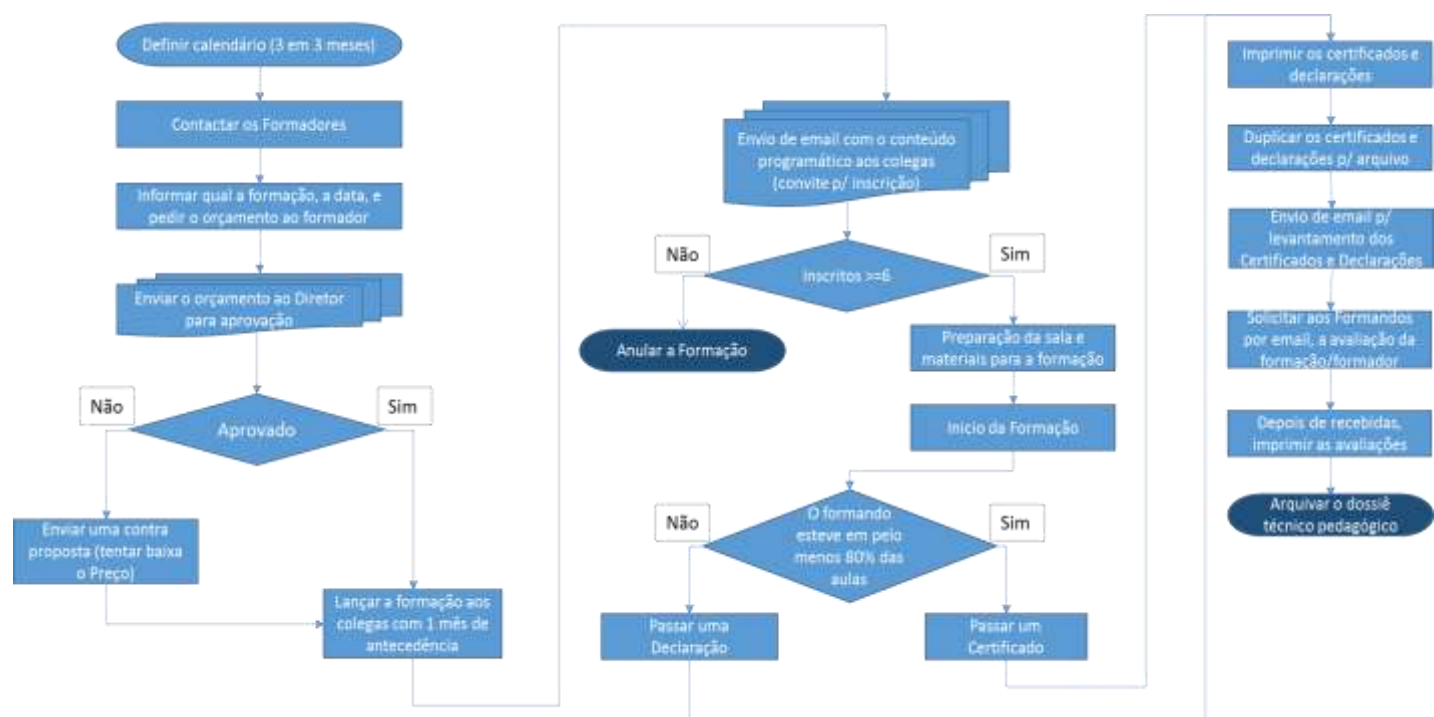 Definir calendário (3 em 3 meses)
Contactar os Formadores
Informar qual a formação, a data, e
pedir o orçamento ao formador
Enviar o orçamento ao Diretor
para aprovação
Não
Sim
Aprovado
Enviar uma contra
proposta (tentar baixa
o Preço)
Lançar a formação aos
colegas com 1 mês de
antecedência
Envio de email com o conteúdo
programático aos colegas
(convite p/ inscrição)
Não
Sim
Inscritos >=6
Anular a Formação
Preparação da sala e
materiais para a formação
Inicio da Formação
Não
Sim
O formando
esteve em pelo
menos 80% das
aulas
Passar uma
Declaração
Passar um
Certificado
Imprimir os certificados e
declarações
Duplicar os certificados e
declarações p/ arquivo
Envio de email p/
levantamento dos
Certificados e Declarações
Solicitar aos Formandos
por email, a avaliação da
formação/formador
Depois de recebidas,
imprimir as avaliações
Arquivar o dossiê
técnico pedagógico